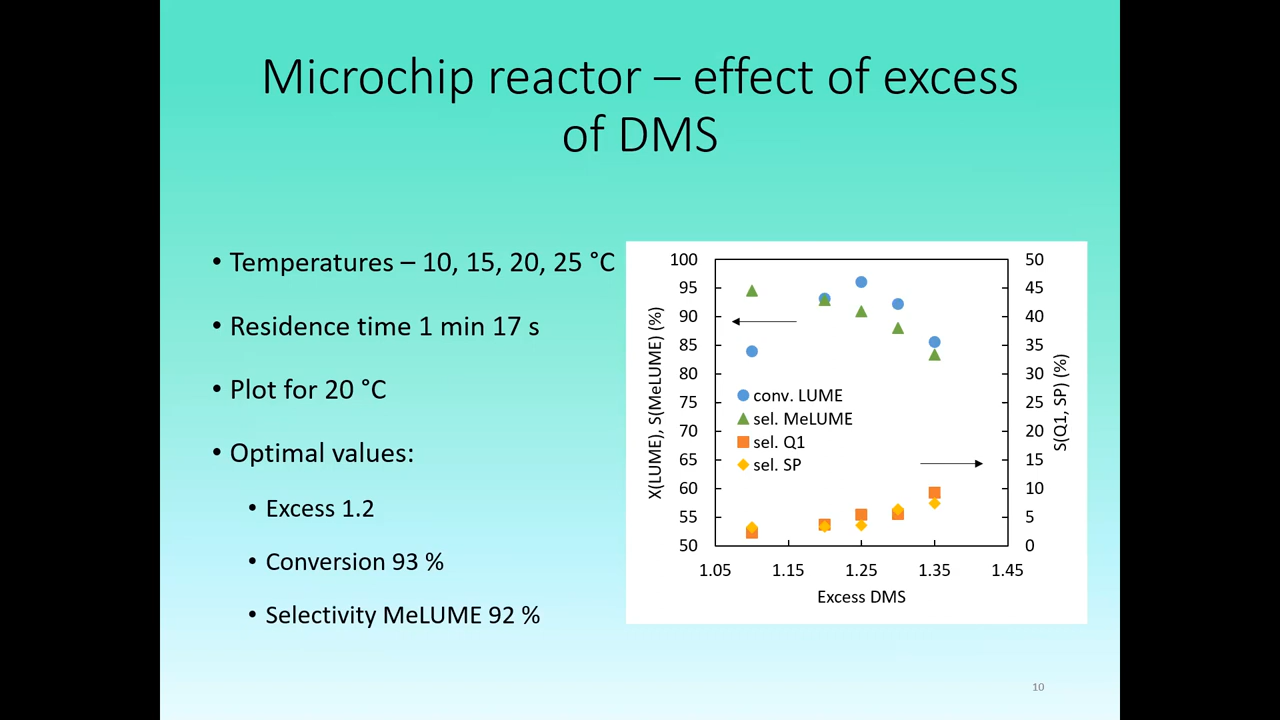 Microchip reactor – effect of excess
of DMS
• Temperatures – 10, 15, 20, 25 °C
• Residence time 1 min 17 s
• Plot for 20 °C
• Optimal values:
• Excess 1.2
• Conversion 93 %
• Selectivity MeLUME 92 %
X(LUME), S(MeLUME) (%)
100
95
90
85
80
75
70
65
60
55
50
conv. LUME
sel. MeLUME
sel. Q1
sel. SP
50
45
40
35
30
25
20
15
10
5
0
S(Q1, SP) (%)
1.05 1.15 1.25 1.35 1.45
Excess DMS
10